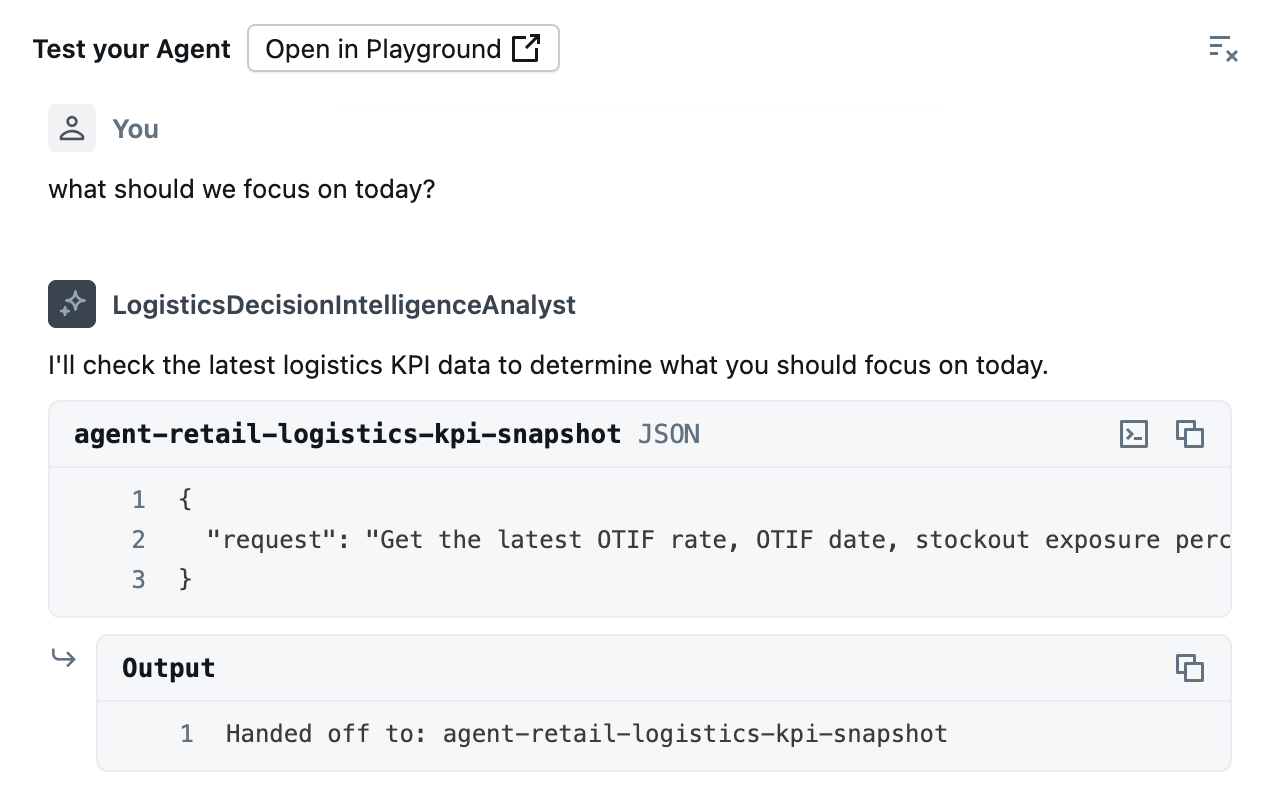 Test your Agent Open in Playground
You
what should we focus on today?
LogisticsDecisionIntelligenceAnalyst
I'll check the latest logistics KPI data to determine what you should focus on today.
agent-retail-logistics-kpi-snapshot JSON
1 {
2 "request": "Get the latest OTIF rate, OTIF date, stockout exposure perc
3 }
Output
1 Handed off to: agent-retail-logistics-kpi-snapshot